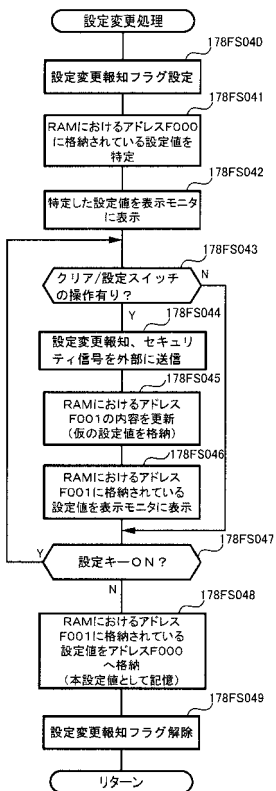 設定変更処理
178FS040
設定変更報知フラグ設定
178FS041
RAMにおけるアドレスF000
に格納されている設定値を
特定
178FS042
特定した設定値を表示モニタ
に表示
178FS043
クリア/設定スイッチ
の操作有り？
N
Y
178FS044
設定変更報知、セキュリ
ティ信号を外部に送信
178FS045
RAMにおけるアドレス
F001の内容を更新
（仮の設定値を格納）
178FS046
RAMにおけるアドレス
F001に格納されている
設定値を表示モニタに表示
178FS047
Y
設定キーON？
N
178FS048
RAMにおけるアドレス
F001に格納されている
設定値をアドレスF000
へ格納
（本設定値として記憶）
178FS049
設定変更報知フラグ解除
リターン